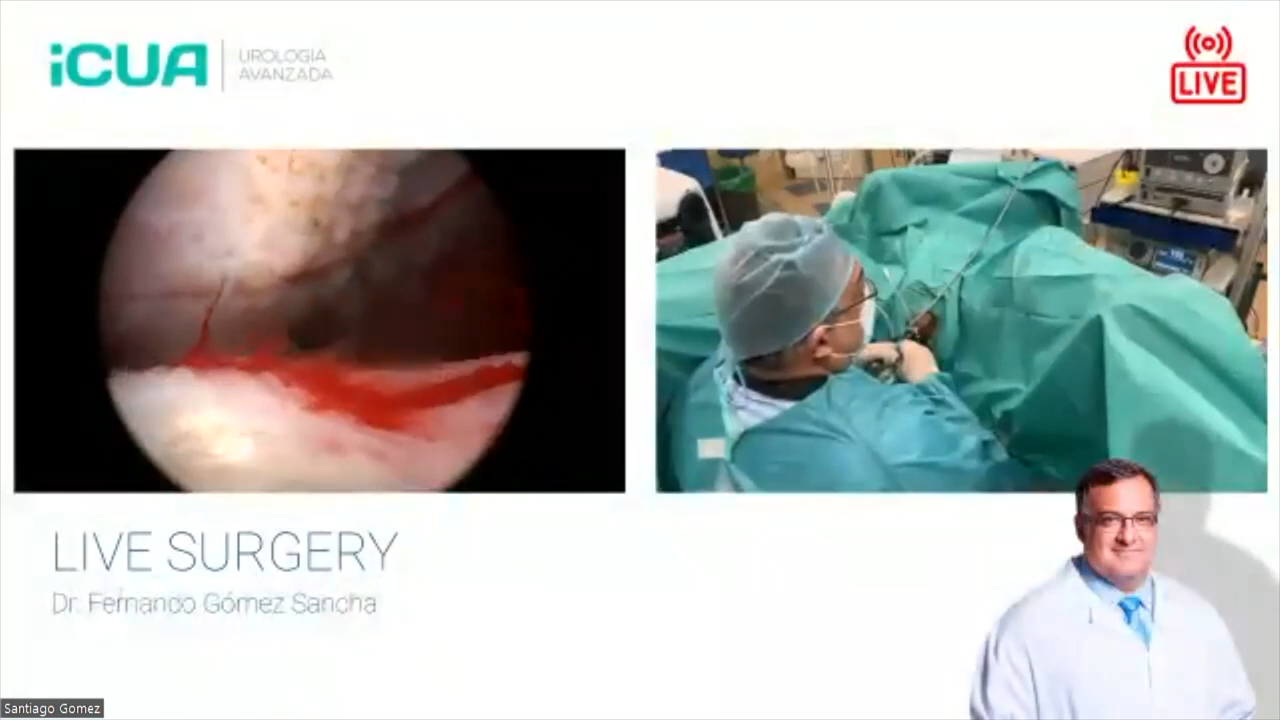 iCUA
UROLOGIA
AVANZADA
LIVE
LIVE SURGERY
Dr. Fernando Gómez Sancha
Santiago Gomez